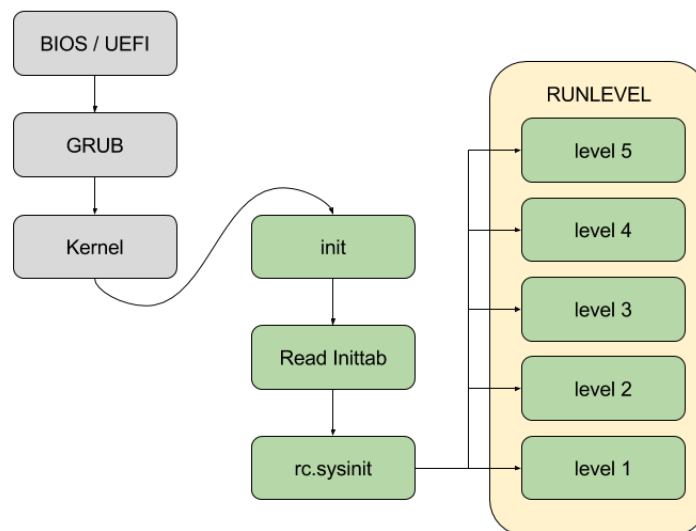 BIOS / UEFI
GRUB
Kernel
init
Read Inittab
rc.sysinit
RUNLEVEL
level 5
level 4
level 3
level 2
level 1